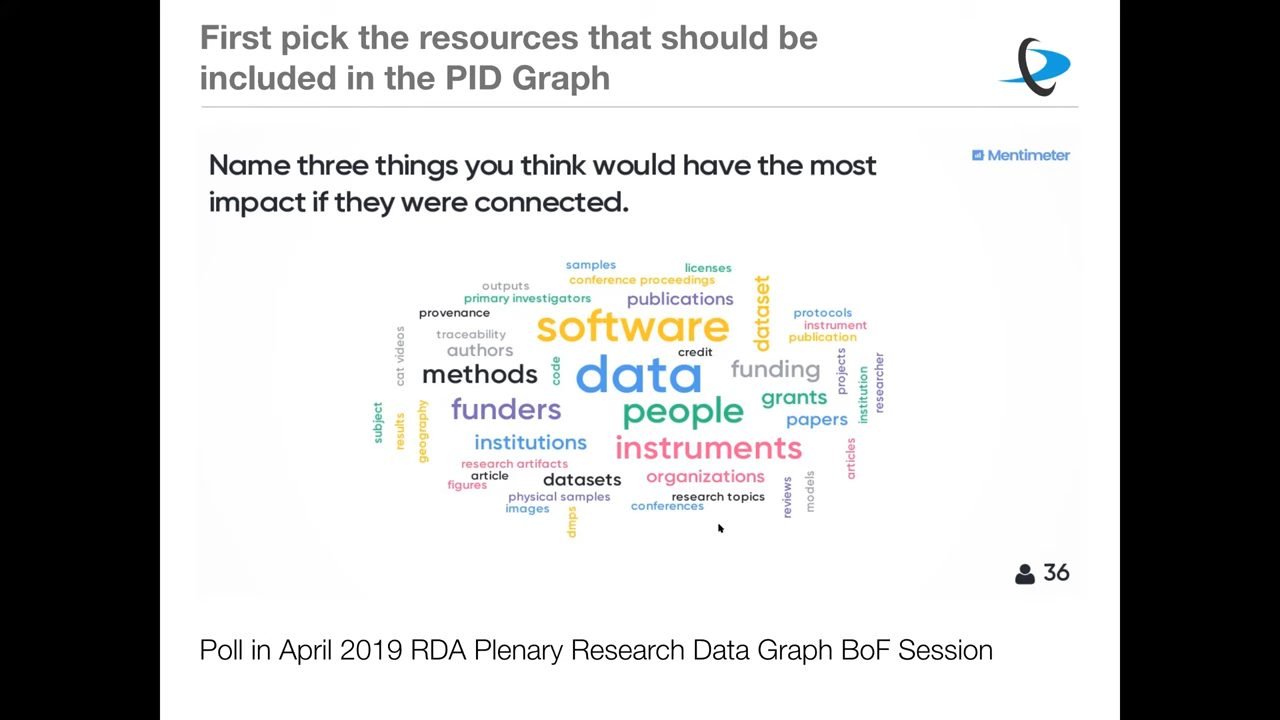 First pick the resources that should be
included in the PID Graph
Name three things you think would have the most
impact if they were connected.
Mentimeter
samples
licenses
outputs
conference proceedings
primary investigators
publications
dataset
provenance
software
protocols
instrument
traceability
publication
cat videos
authors
credit
code
data
funding
projects
researcher
methods
institution
grants
subject
results
geography
funders
people
papers
institutions
instruments
articles
research artifacts
article
figures
datasets
organizations
reviews
models
physical samples
research topics
images
conferences
dmps
36
Poll in April 2019 RDA Plenary Research Data Graph BoF Session